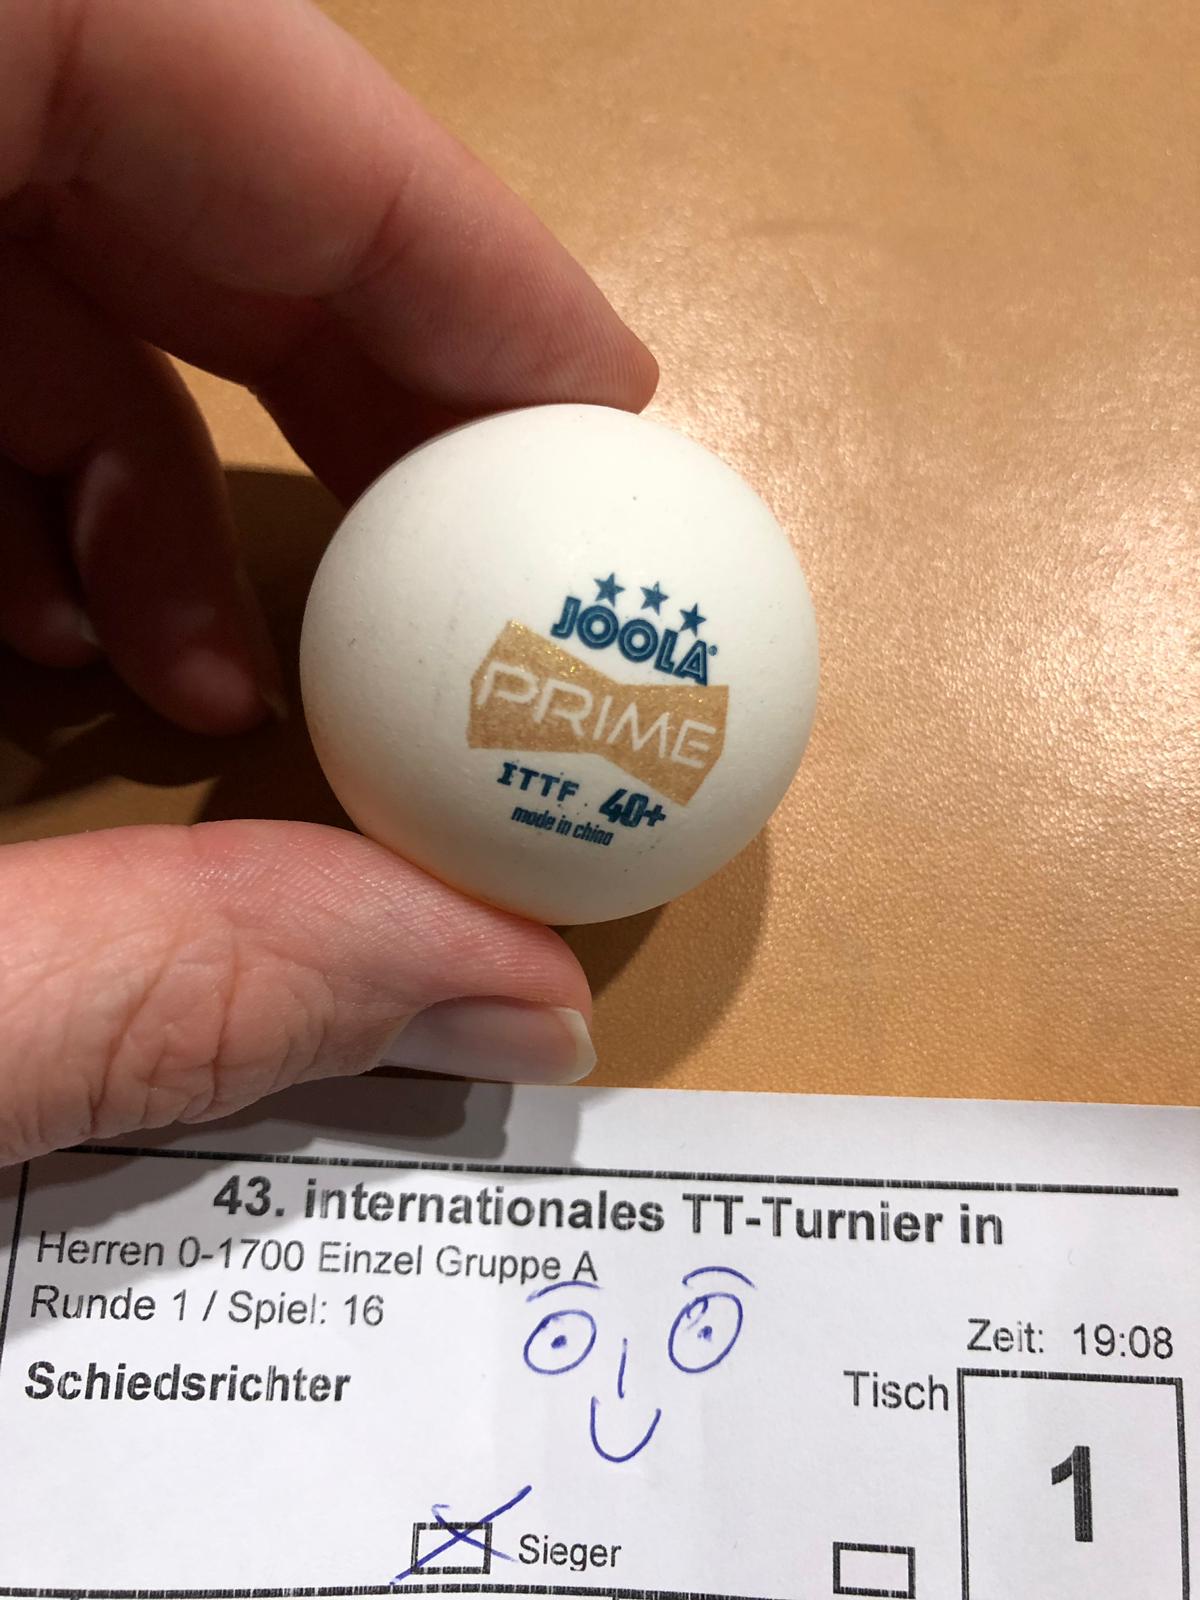 JOOLA®
PRIME
ITTF 40+
made in china
43. internationales TT-Turnier in
Herren 0-1700 Einzel Gruppe A
Runde 1 / Spiel: 16
Zeit: 19:08
Schiedsrichter
Tisch
1
Sieger